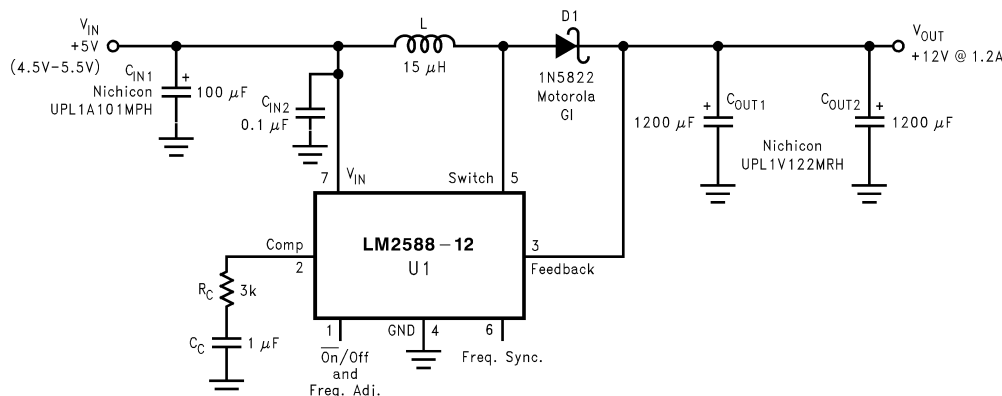 V_IN
+5V
(4.5V-5.5V)
C_IN1
Nichicon
UPL1A101MPH
+
100 μF
C_IN2
0.1 μF
L
15 μH
D1
1N5822
Motorola
GI
V_OUT
+12V @ 1.2A
+
C_OUT1
1200 μF
C_OUT2
+
1200 μF
Nichicon
UPL1V122MRH
7
V_IN
Switch
5
LM2588-12
U1
Comp
2
3
Feedback
R_C
3k
C_C
1 μF
1
GND
4
6
On/Off
and
Freq. Adj.
Freq. Sync.